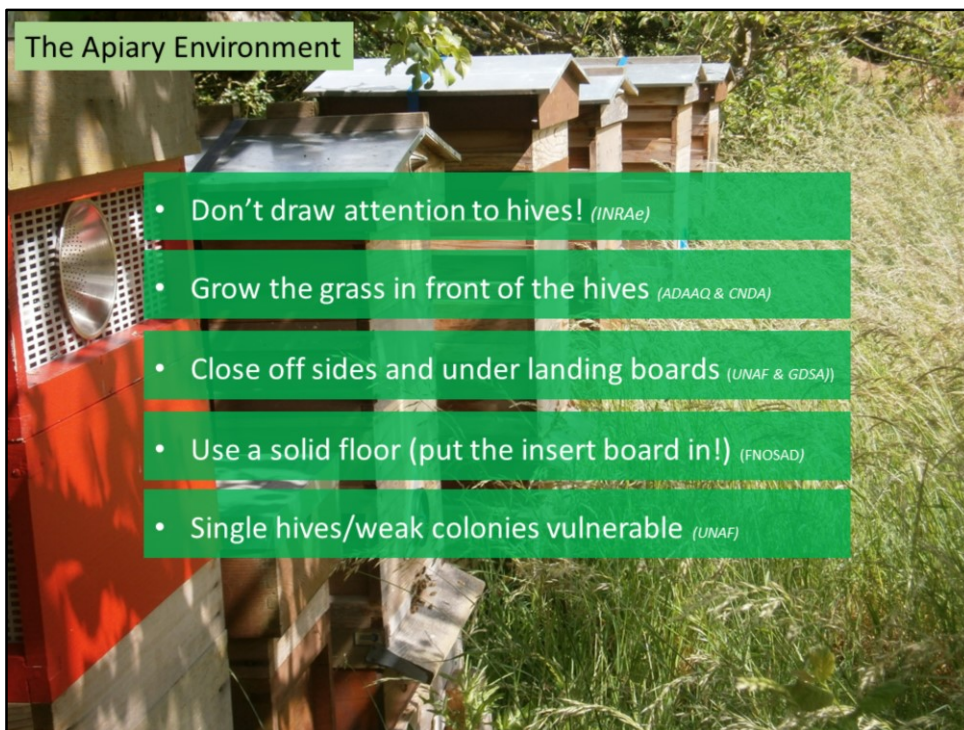 The Apiary Environment
• Don’t draw attention to hives! (INRAe)
• Grow the grass in front of the hives (ADAAQ & CNDA)
• Close off sides and under landing boards (UNAF & GDSA))
• Use a solid floor (put the insert board in!) (FNOSAD)
• Single hives/weak colonies vulnerable (UNAF)